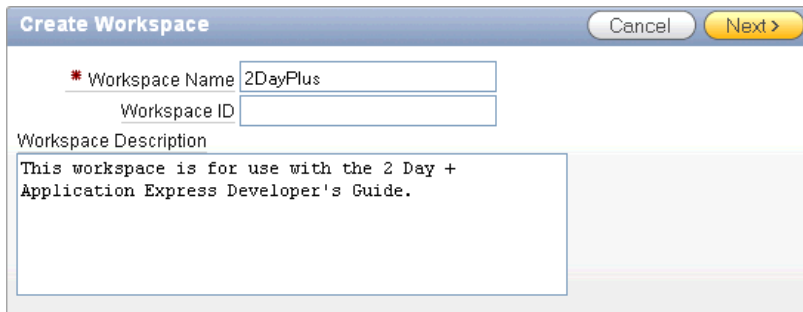 Create Workspace
Cancel
Next >
* Workspace Name 2DayPlus
Workspace ID
Workspace Description
This workspace is for use with the 2 Day +
Application Express Developer's Guide.